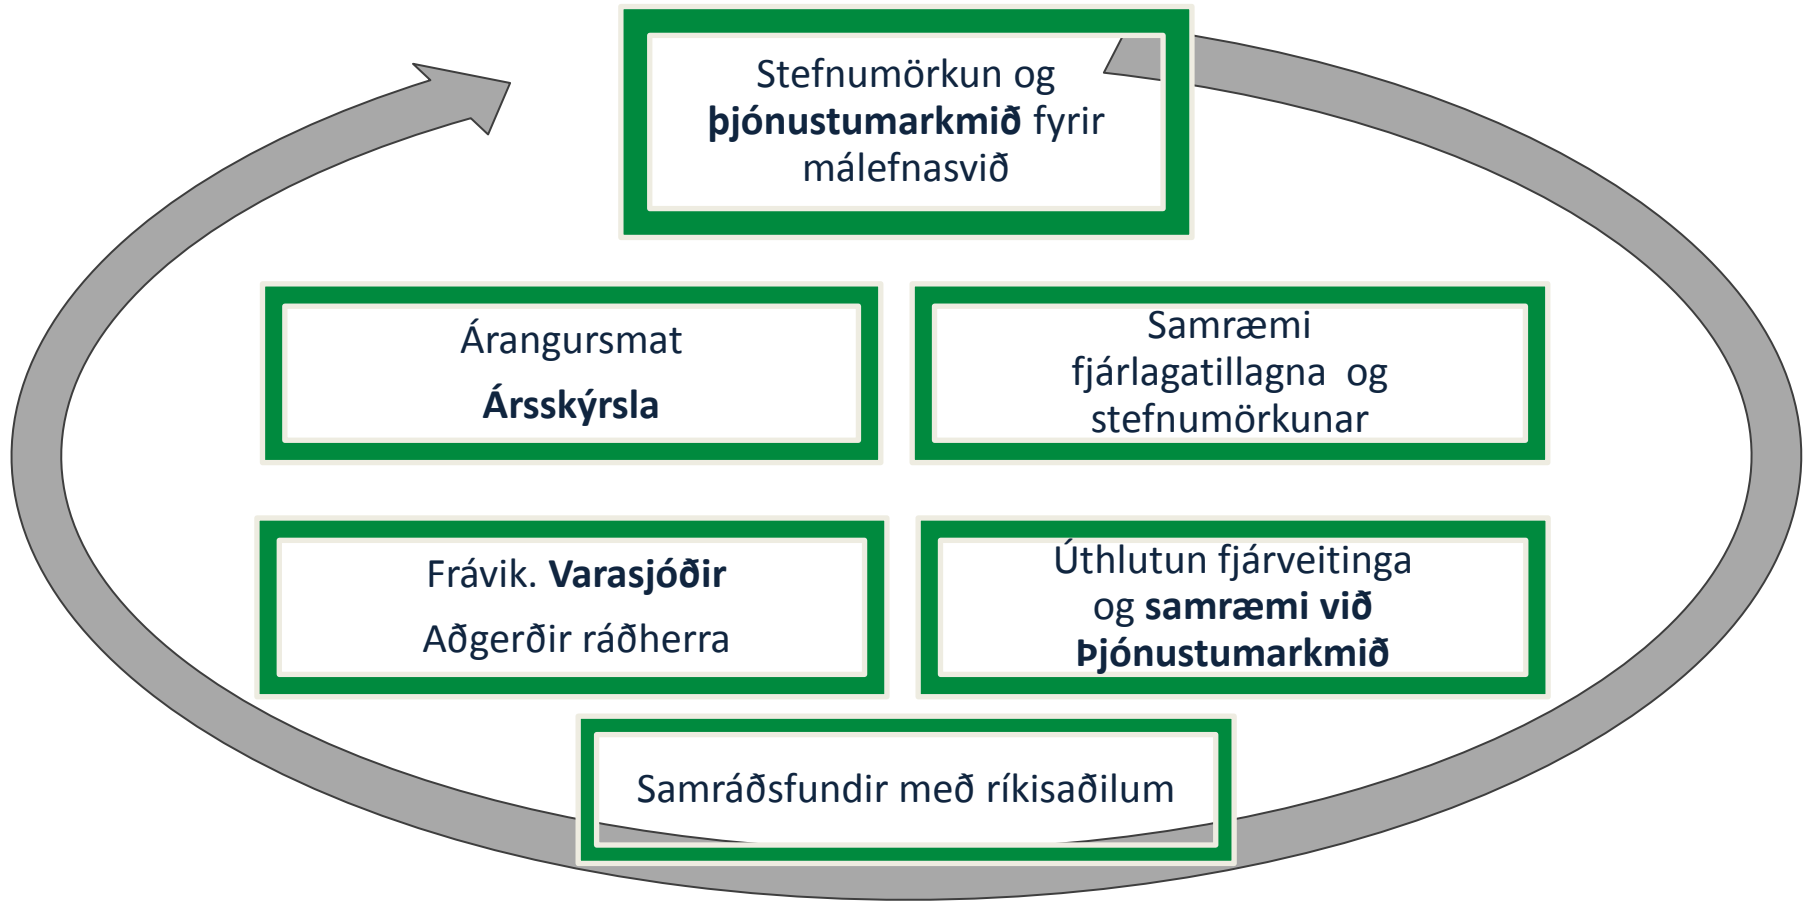 Stefnumörkun og
þjónustumarkmið fyrir
málefnasvið
Árangursmat
Ársskýrsla
Samræmi
fjárlagatillagna og
stefnumörkunar
Frávik. Varasjóðir
Aðgerðir ráðherra
Úthlutun fjárveitinga
og samræmi við
Þjónustumarkmið
Samráðsfundir með ríkisaðilum